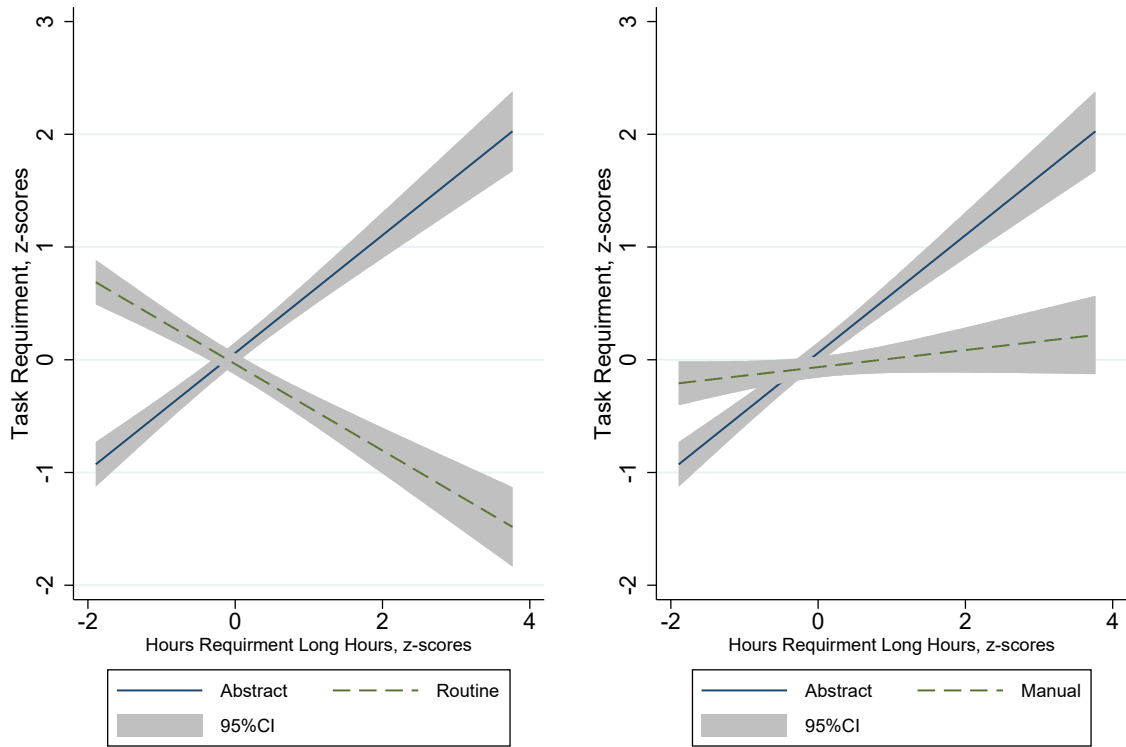 3
2
1
0
-1
-2
Task Requirment, z-scores
-2 0 2 4
Hours Requirment Long Hours, z-scores
Abstract Routine
95%CI
3
2
1
0
-1
-2
Task Requirment, z-scores
-2 0 2 4
Hours Requirment Long Hours, z-scores
Abstract Manual
95%CI